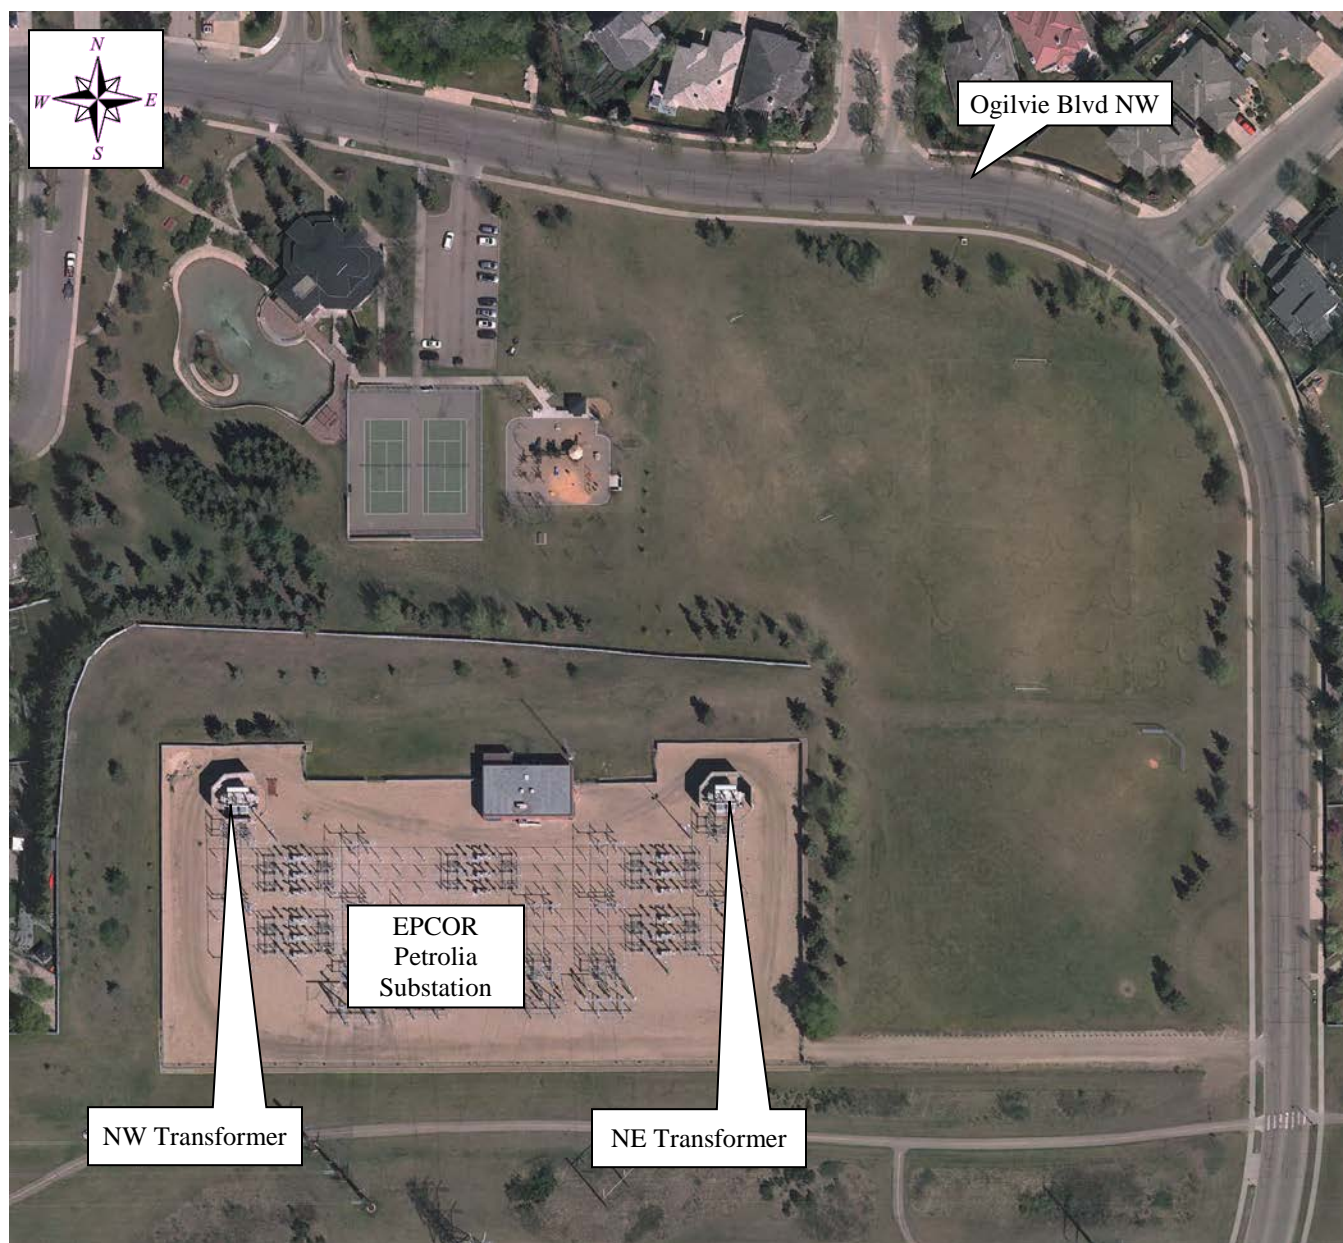 N
W E
S
Ogilvie Blvd NW
EPCOR
Petrolia
Substation
NW Transformer
NE Transformer